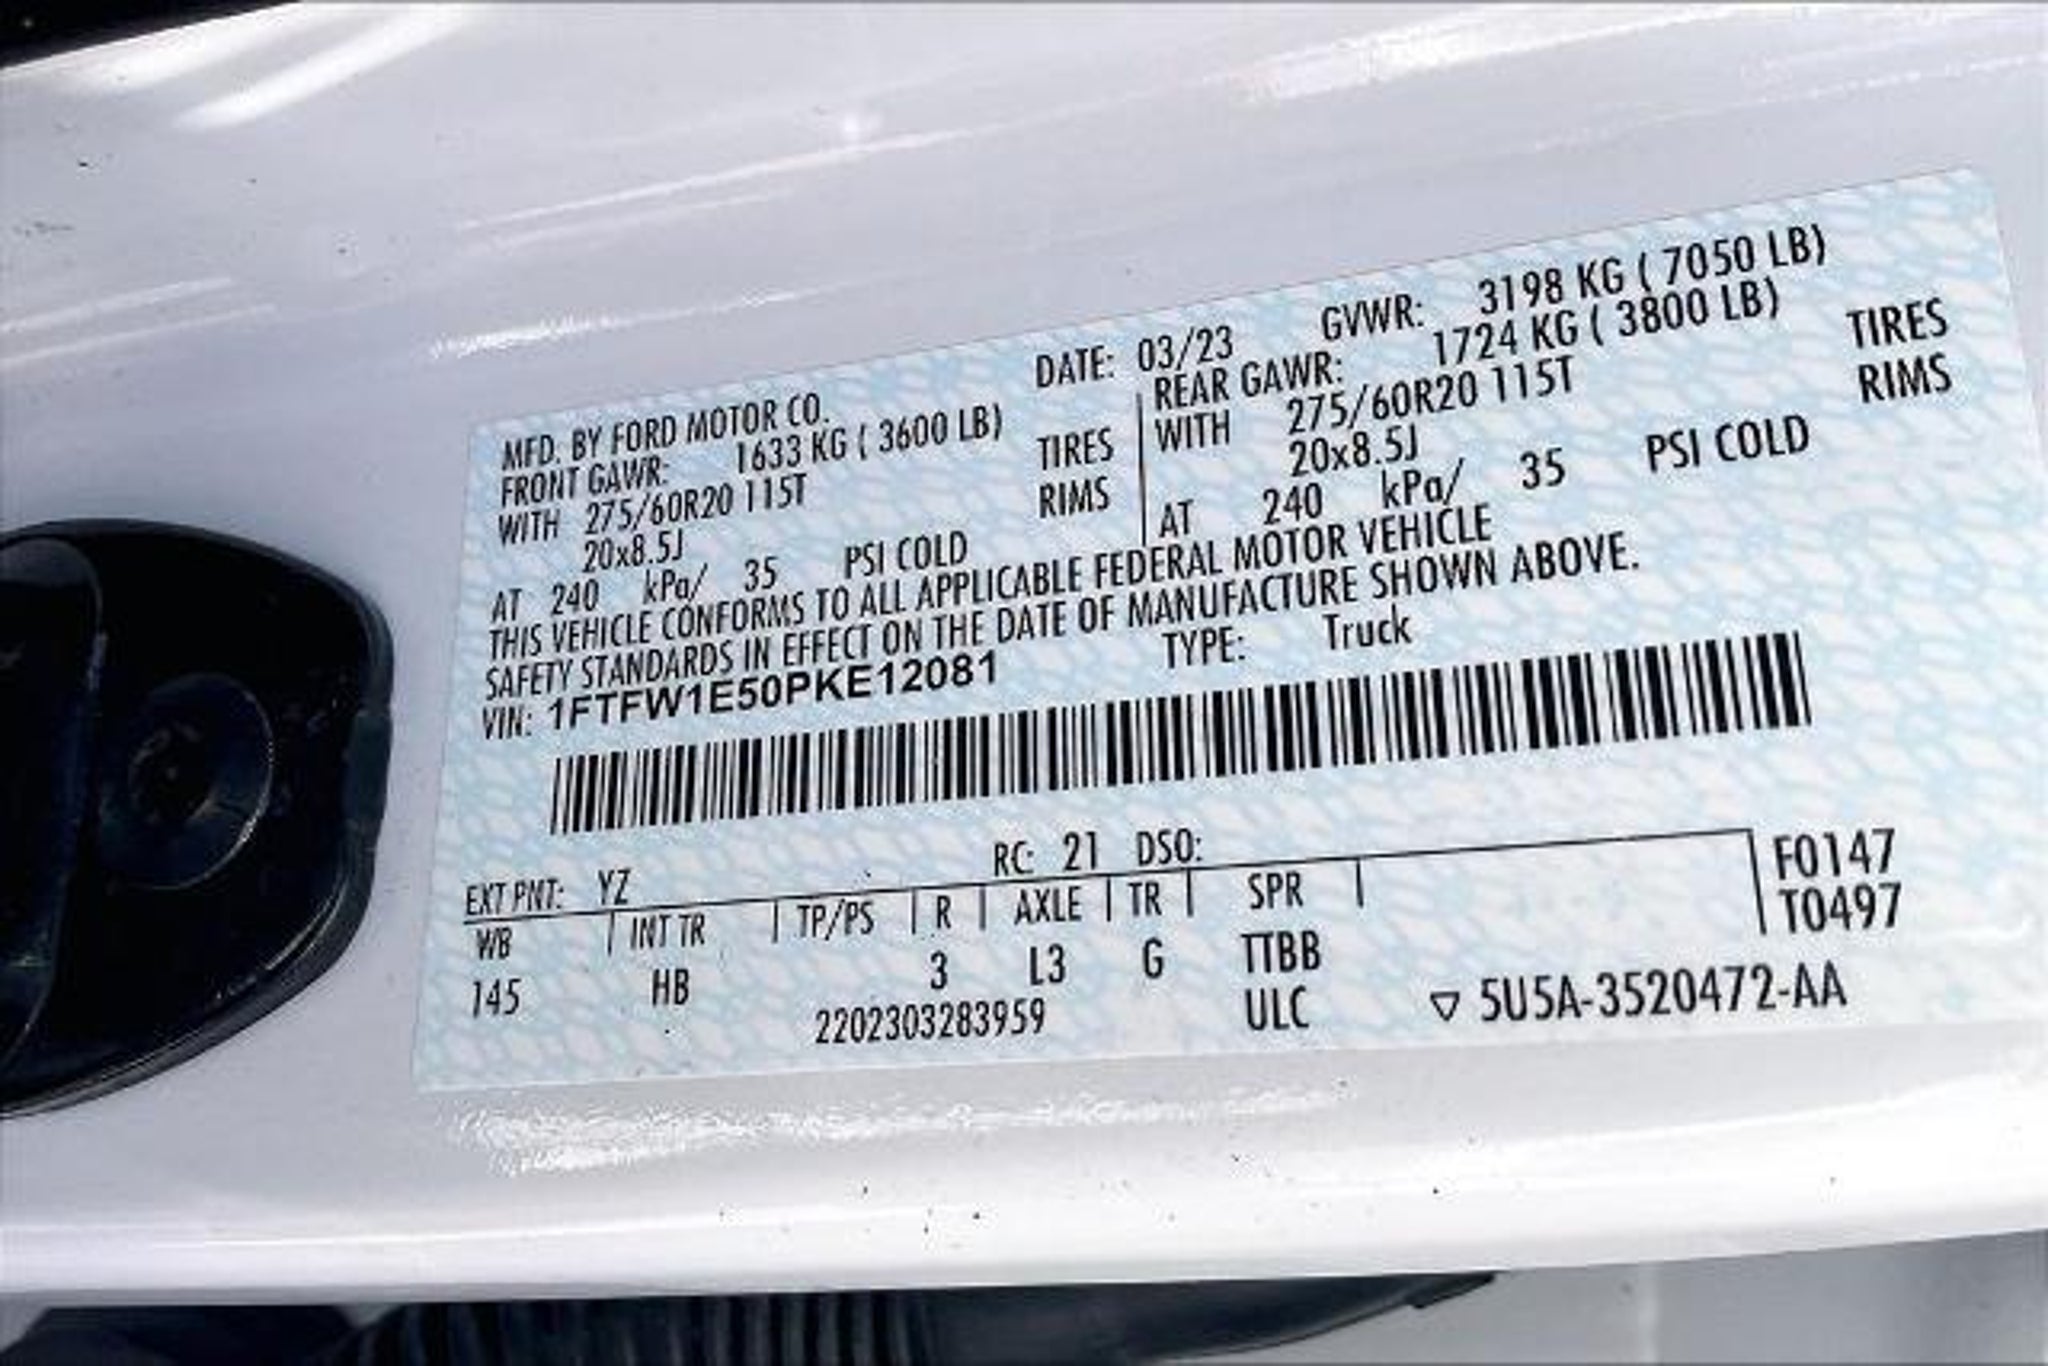 MFD. BY FORD MOTOR CO. DATE: 03/23 GVWR: 3198 KG ( 7050 LB)
FRONT GAWR: 1633 KG ( 3600 LB) REAR GAWR: 1724 KG ( 3800 LB)
WITH 275/60R20 115T TIRES WITH 275/60R20 115T TIRES
20x8.5J RIMS 20x8.5J RIMS
AT 240 kPa/ 35 PSI COLD AT 240 kPa/ 35 PSI COLD
THIS VEHICLE CONFORMS TO ALL APPLICABLE FEDERAL MOTOR VEHICLE
SAFETY STANDARDS IN EFFECT ON THE DATE OF MANUFACTURE SHOWN ABOVE.
VIN: 1FTFW1E50PKE12081 TYPE: Truck
EXT PNT: YZ RC: 21 DSO: F0147
WB INT TR TP/PS R AXLE TR SPR T0497
145 HB 3 L3 G TTBB
2202303283959 ULC ▽ 5U5A-3520472-AA